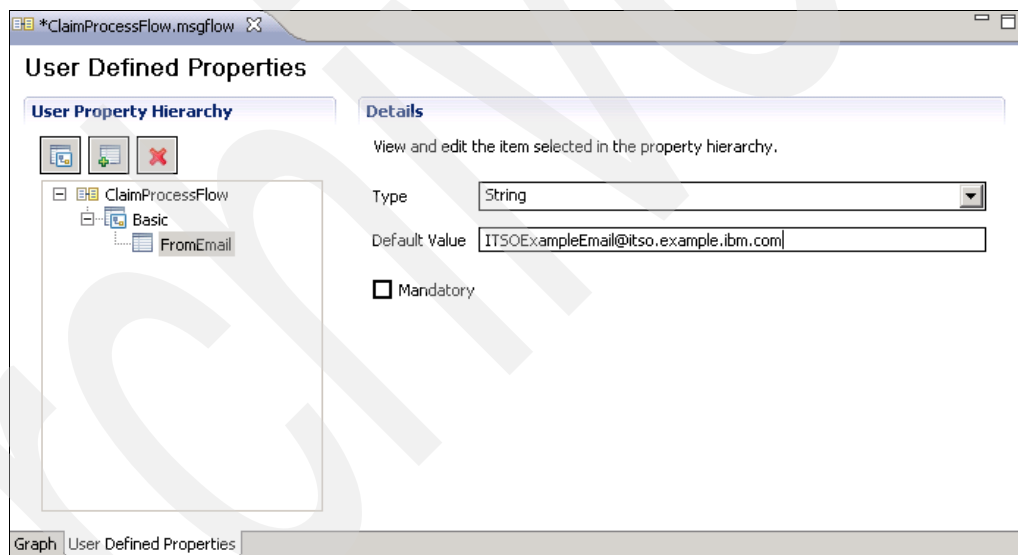 *ClaimProcessFlow.msgflow
User Defined Properties
User Property Hierarchy
Details
View and edit the item selected in the property hierarchy.
ClaimProcessFlow
Type String
Basic
Default Value ITSOExampleEmail@itso.example.ibm.com
FromEmail
Mandatory
Graph User Defined Properties